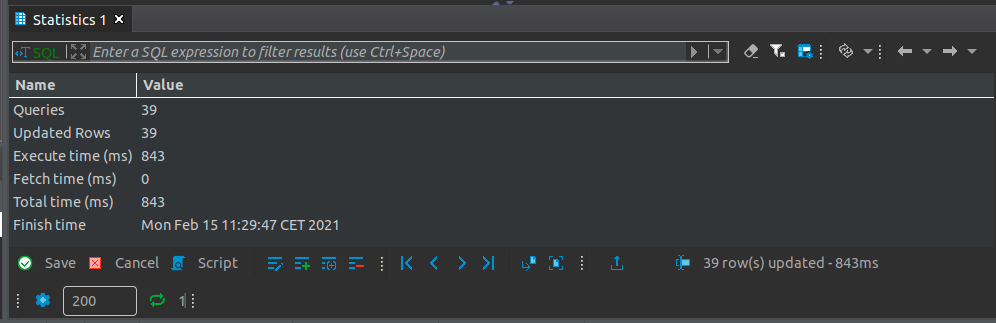 Statistics 1
SQL Enter a SQL expression to filter results (use Ctrl+Space)
Name Value
Queries 39
Updated Rows 39
Execute time (ms) 843
Fetch time (ms) 0
Total time (ms) 843
Finish time Mon Feb 15 11:29:47 CET 2021
Save Cancel Script 39 row(s) updated - 843ms
200 1